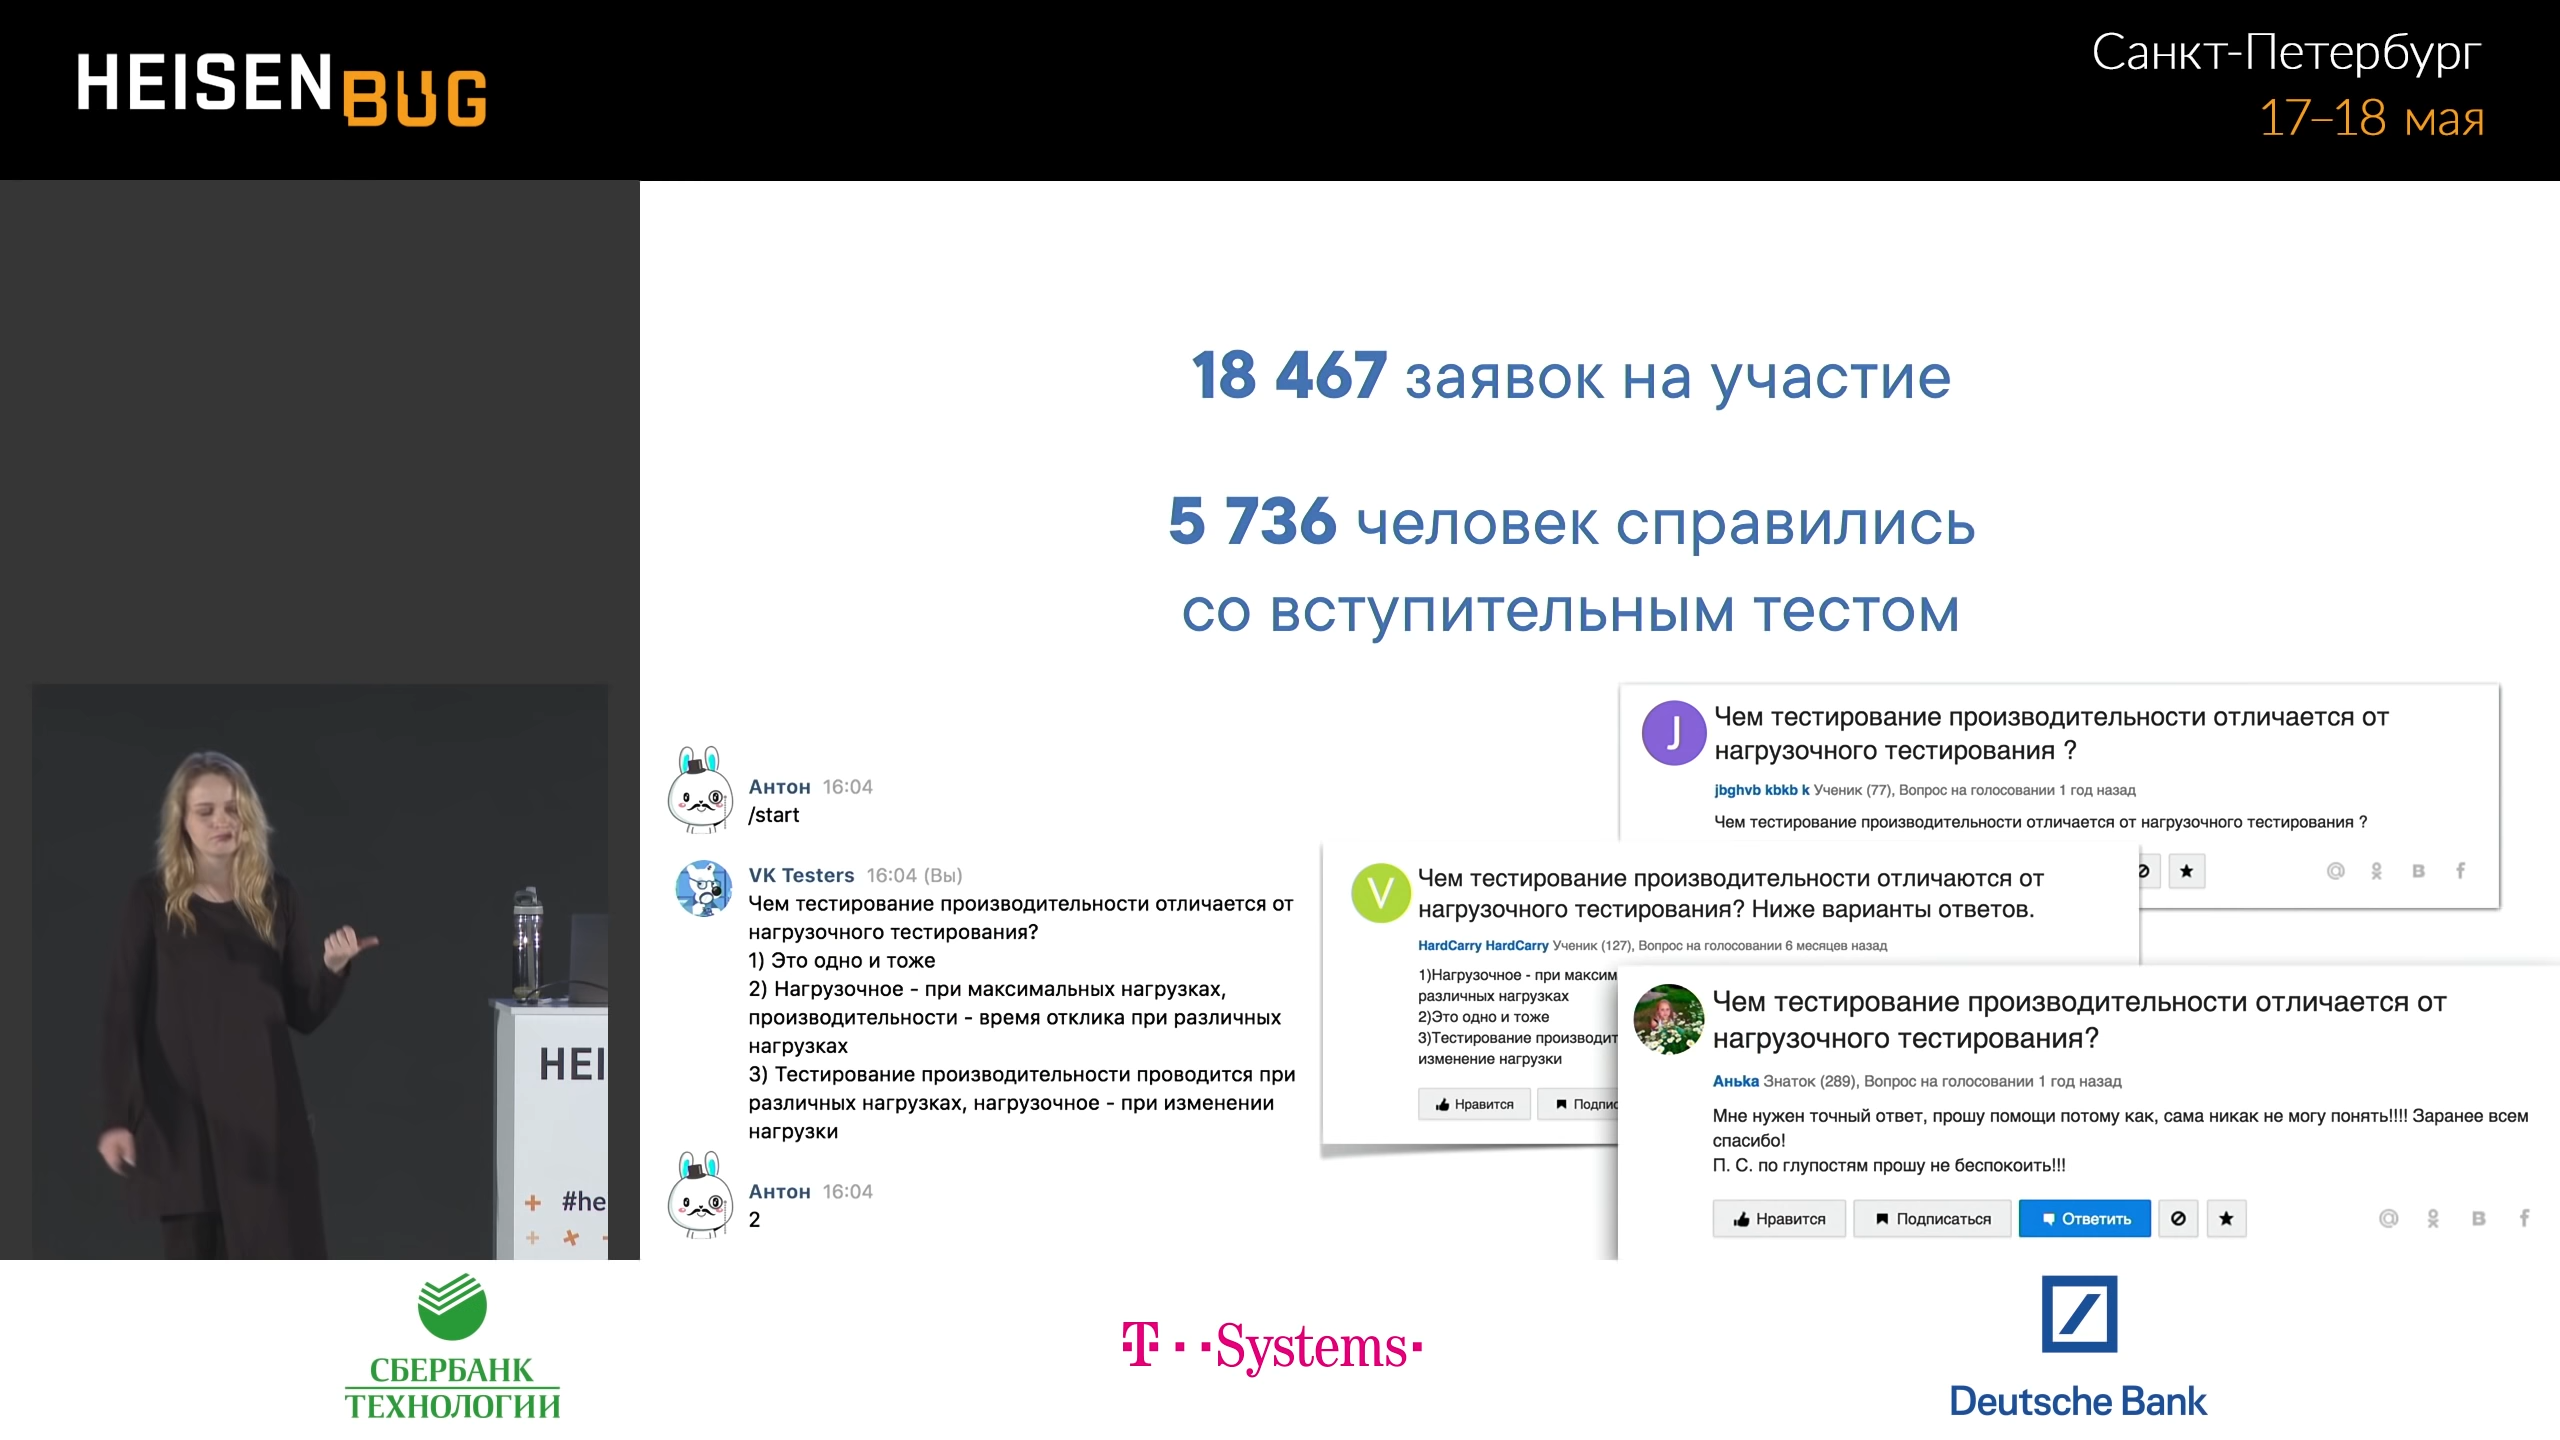 HEISENBUG
Санкт-Петербург
17–18 мая
18 467 заявок на участие
5 736 человек справились
со вступительным тестом
Антон 16:04
/start
VK Testers 16:04 (Вы)
Чем тестирование производительности отличается от
нагрузочного тестирования?
1) Это одно и тоже
2) Нагрузочное - при максимальных нагрузках,
производительности - время отклика при различных
нагрузках
3) Тестирование производительности проводится при
различных нагрузках, нагрузочное - при изменении
нагрузки
Антон 16:04
2
J
Чем тестирование производительности отличается от
нагрузочного тестирования ?
jbghvb kbkb k Ученик (77), Вопрос на голосовании 1 год назад
Чем тестирование производительности отличается от нагрузочного тестирования ?
V
Чем тестирование производительности отличаются от
нагрузочного тестирования? Ниже варианты ответов.
HardCarry HardCarry Ученик (127), Вопрос на голосовании 6 месяцев назад
1)Нагрузочное - при максим
различных нагрузках
2)Это одно и тоже
3)Тестирование производит
изменение нагрузки
Нравится Подпис
Чем тестирование производительности отличается от
нагрузочного тестирования?
Анька Знаток (289), Вопрос на голосовании 1 год назад
Мне нужен точный ответ, прошу помощи потому как, сама никак не могу понять!!!! Заранее всем
спасибо!
П. С. по глупостям прошу не беспокоить!!!
Нравится Подписаться Ответить
HEI
#he
СБЕРБАНК
ТЕХНОЛОГИИ
T··Systems·
Deutsche Bank